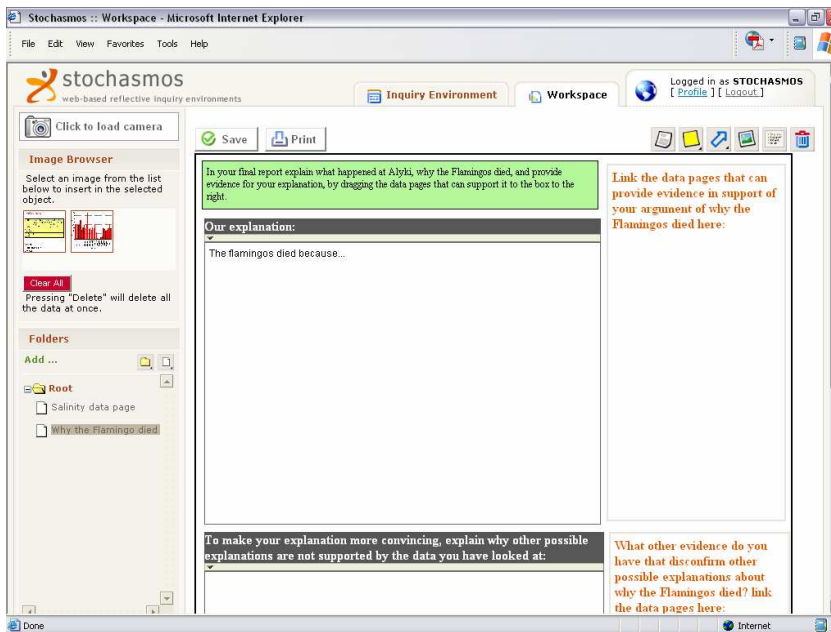 Stochasmos :: Workspace - Microsoft Internet Explorer
File Edit View Favorites Tools Help
stochasmos
web-based reflective inquiry environments
Inquiry Environment
Workspace
Logged in as STOCHASMOS
[ Profile ] [ Logout ]
Click to load camera
Save
Print
Image Browser
Select an image from the list
below to insert in the selected
object.
Clear All
Pressing "Delete" will delete all
the data at once.
Folders
Add ...
Root
Salinity data page
Why the Flamingo died
In your final report explain what happened at Alyki, why the Flamingos died, and provide
evidence for your explanation, by dragging the data pages that can support it to the box to the
right.
Our explanation:
The flamingos died because...
Link the data pages that can
provide evidence in support of
your argument of why the
Flamingos died here:
To make your explanation more convincing, explain why other possible
explanations are not supported by the data you have looked at:
What other evidence do you
have that disconfirm other
possible explanations about
why the Flamingos died? link
the data pages here:
Done
Internet